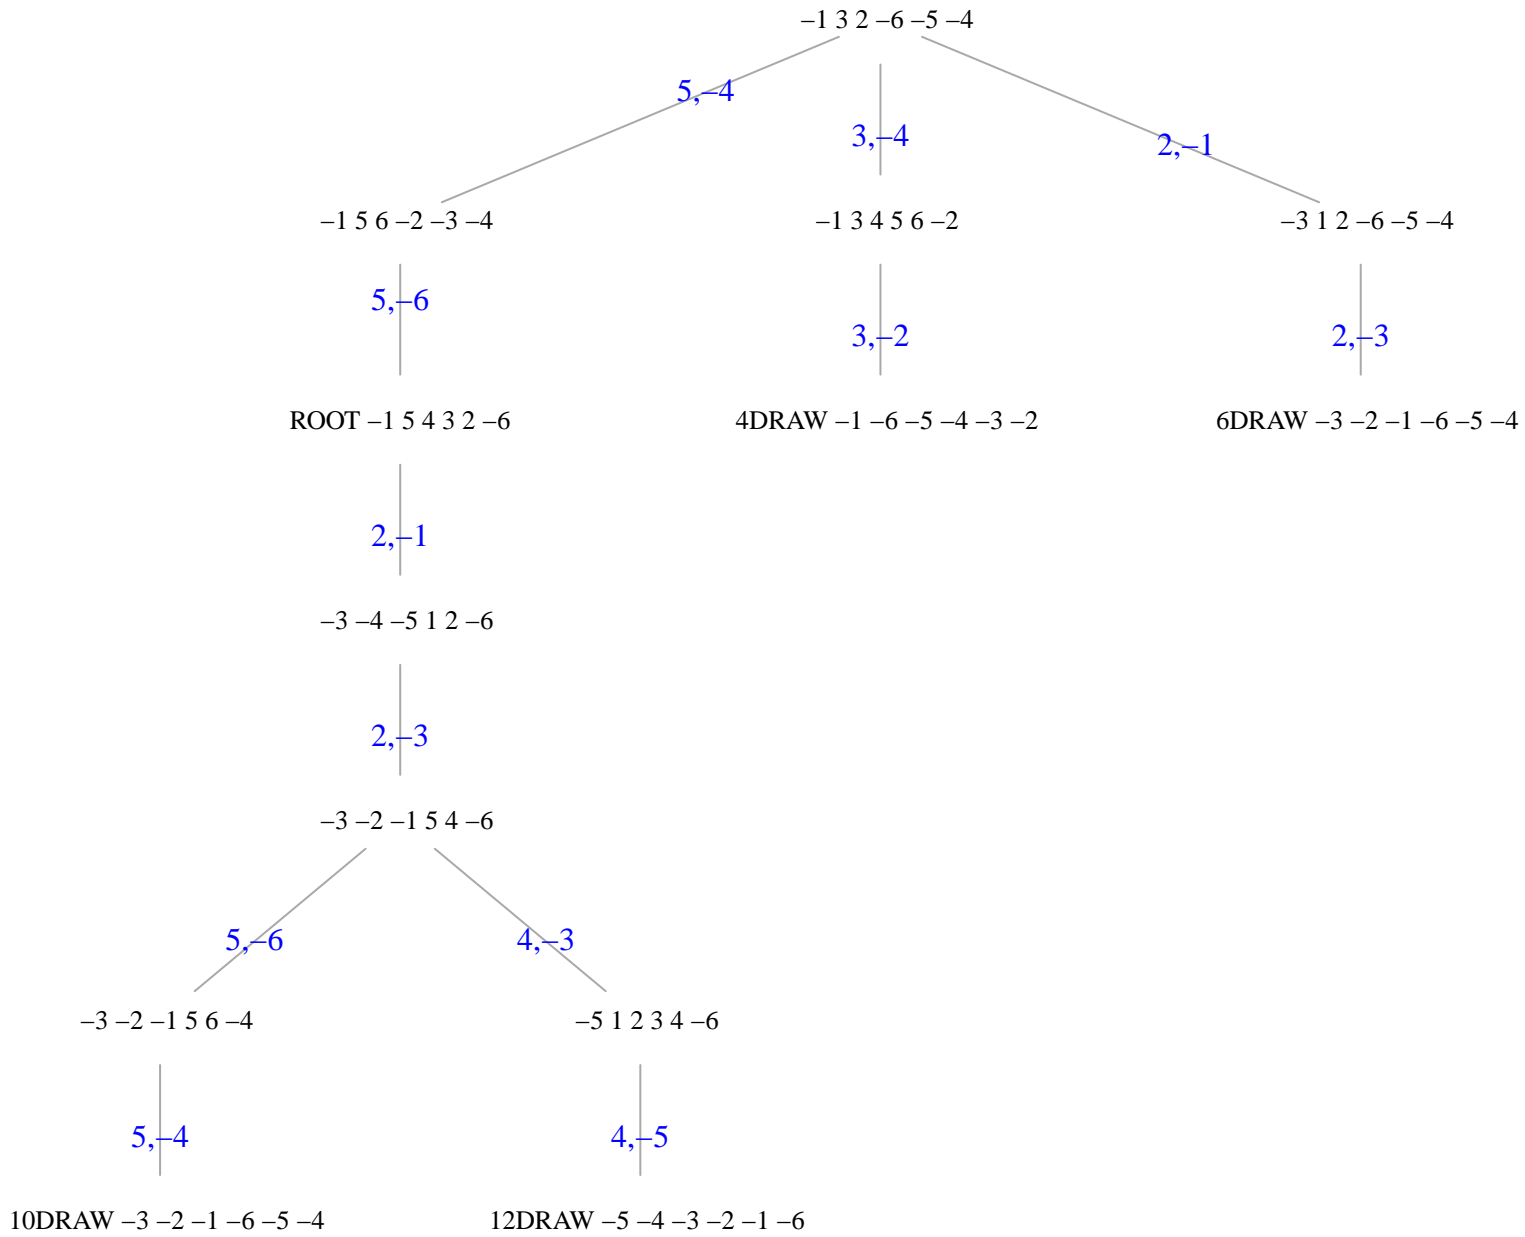 –1 3 2 –6 –5 –4
5,–4
3,–4
2,–1
–1 5 6 –2 –3 –4
–1 3 4 5 6 –2
–3 1 2 –6 –5 –4
5,–6
3,–2
2,–3
ROOT –1 5 4 3 2 –6
4DRAW –1 –6 –5 –4 –3 –2
6DRAW –3 –2 –1 –6 –5 –4
2,–1
–3 –4 –5 1 2 –6
2,–3
–3 –2 –1 5 4 –6
5,–6
4,–3
–3 –2 –1 5 6 –4
–5 1 2 3 4 –6
5,–4
4,–5
10DRAW –3 –2 –1 –6 –5 –4
12DRAW –5 –4 –3 –2 –1 –6